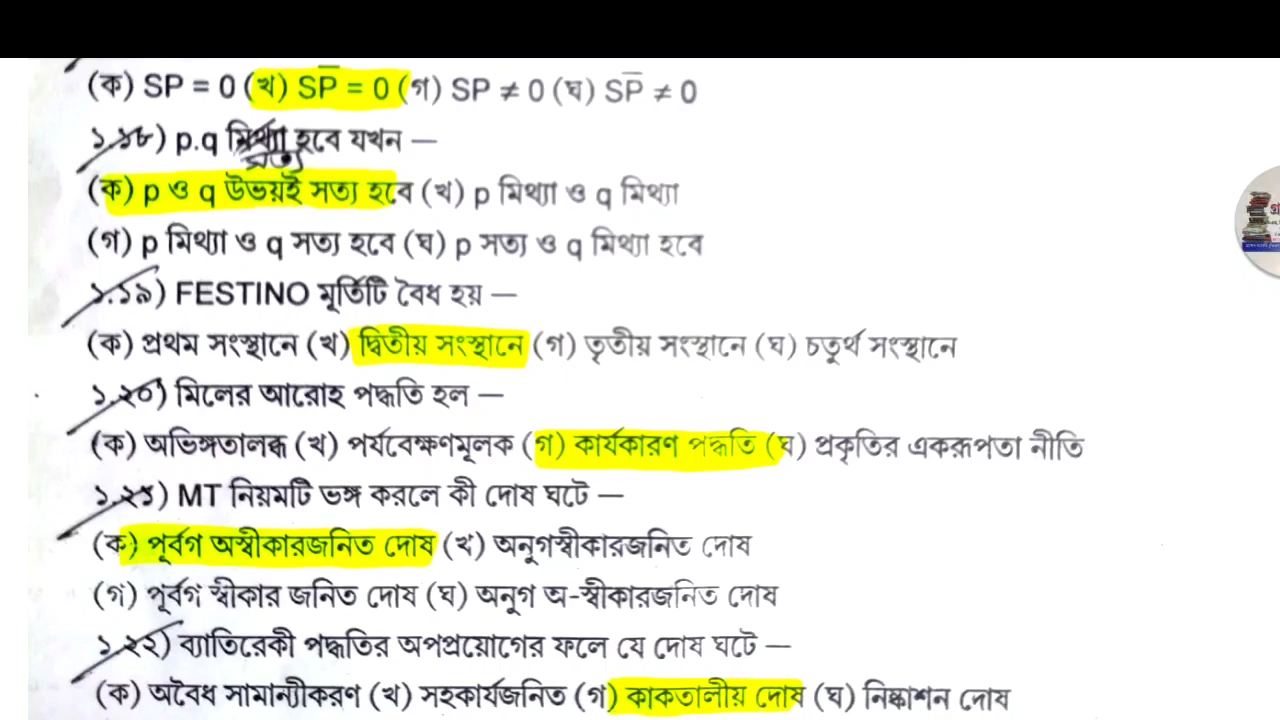 (ক) SP = 0 (খ) SP̅ = 0 (গ) SP ≠ 0 (ঘ) SP̅ ≠ 0
১.১৮) p.q মিথ্যা হবে যখন —
সত্য
(ক) p ও q উভয়ই সত্য হবে (খ) p মিথ্যা ও q মিথ্যা
(গ) p মিথ্যা ও q সত্য হবে (ঘ) p সত্য ও q মিথ্যা হবে
১.১৯) FESTINO মূর্তিটি বৈধ হয় —
(ক) প্রথম সংস্থানে (খ) দ্বিতীয় সংস্থানে (গ) তৃতীয় সংস্থানে (ঘ) চতুর্থ সংস্থানে
১.২০) মিলের আরোহ পদ্ধতি হল —
(ক) অভিঙ্গতালব্ধ (খ) পর্যবেক্ষণমূলক (গ) কার্যকারণ পদ্ধতি (ঘ) প্রকৃতির একরূপতা নীতি
১.২১) MT নিয়মটি ভঙ্গ করলে কী দোষ ঘটে —
(ক) পূর্বগ অস্বীকারজনিত দোষ (খ) অনুগস্বীকারজনিত দোষ
(গ) পূর্বগ স্বীকার জনিত দোষ (ঘ) অনুগ অ-স্বীকারজনিত দোষ
১.২২) ব্যাতিরেকী পদ্ধতির অপপ্রয়োগের ফলে যে দোষ ঘটে —
(ক) অবৈধ সামান্যীকরণ (খ) সহকার্যজনিত (গ) কাকতালীয় দোষ (ঘ) নিষ্কাশন দোষ